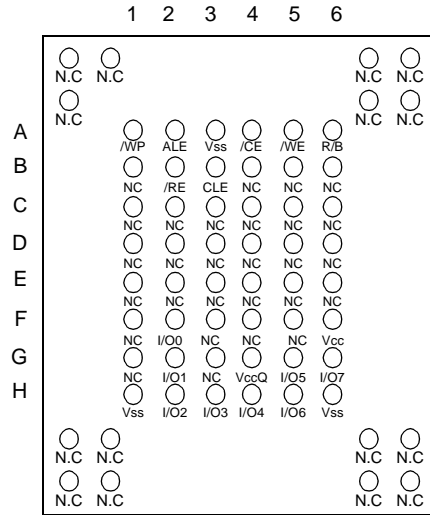 1 2 3 4 5 6
N.C N.C N.C N.C
N.C N.C N.C
A
/WP ALE Vss /CE /WE R/B
B
NC /RE CLE NC NC NC
C
NC NC NC NC NC NC
D
NC NC NC NC NC NC
E
NC NC NC NC NC NC
F
NC I/O0 NC NC NC Vcc
G
NC I/O1 NC VccQ I/O5 I/O7
H
Vss I/O2 I/O3 I/O4 I/O6 Vss
N.C N.C N.C N.C
N.C N.C N.C N.C